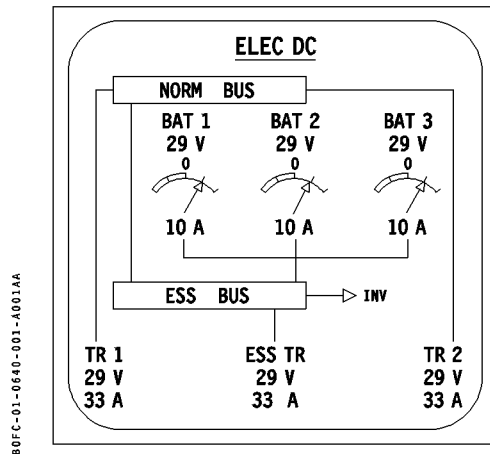 ELEC DC
NORM BUS
BAT 1 BAT 2 BAT 3
29 V 29 V 29 V
0 0 0
10 A 10 A 10 A
ESS BUS INV
TR 1 ESS TR TR 2
29 V 29 V 29 V
33 A 33 A 33 A
B0FC-01-0640-001-A001AA